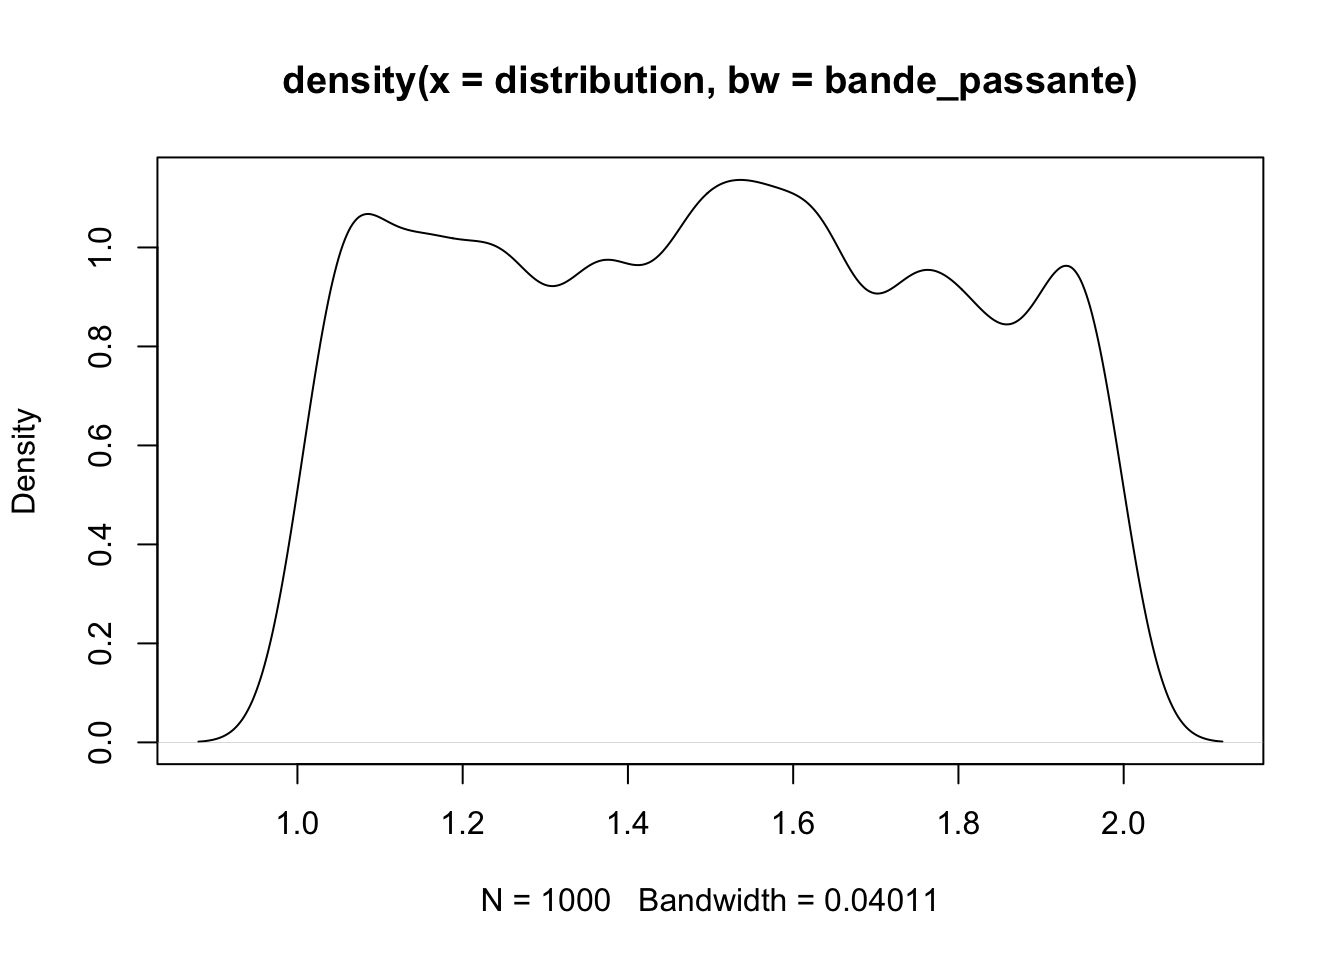 density(x = distribution, bw = bande_passante)
Density
1.0
0.8
0.6
0.4
0.2
0.0
1.0 1.2 1.4 1.6 1.8 2.0
N = 1000 Bandwidth = 0.04011